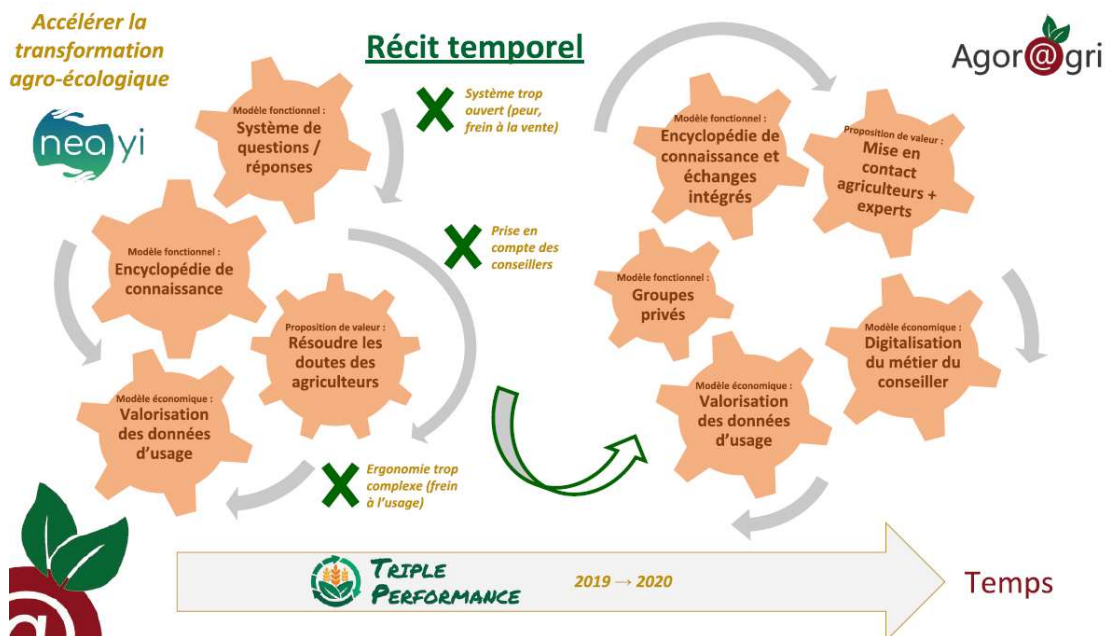 Accélérer la
transformation
agro-écologique
neayi
Récit temporel
Agor@gri
Modèle fonctionnel :
Système de
questions /
réponses
Système trop
ouvert (peur,
frein à la vente)
Modèle fonctionnel :
Encyclopédie de
connaissance
Prise en
compte des
conseillers
Proposition de valeur :
Résoudre les
doutes des
agriculteurs
Modèle économique :
Valorisation
des données
d'usage
Ergonomie trop
complexe (frein
à l'usage)
Modèle fonctionnel :
Encyclopédie de
connaissance et
échanges
intégrés
Proposition de valeur :
Mise en
contact
agriculteurs +
experts
Modèle fonctionnel :
Groupes
privés
Modèle économique :
Digitalisation
du métier du
conseiller
Modèle économique :
Valorisation
des données
d'usage
@
TRIPLE
PERFORMANCE
2019 → 2020
Temps